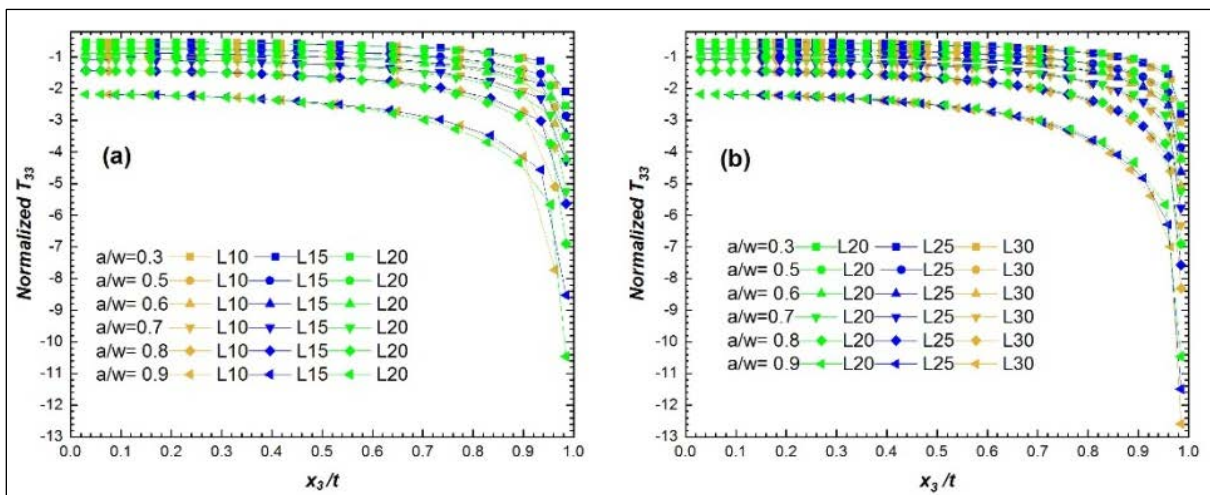 (a)
Normalized T33
-1
-2
-3
-4
-5
-6
-7
-8
-9
-10
-11
-12
-13
a/w=0.3 L10 L15 L20
a/w= 0.5 L10 L15 L20
a/w= 0.6 L10 L15 L20
a/w= 0.7 L10 L15 L20
a/w= 0.8 L10 L15 L20
a/w= 0.9 L10 L15 L20
0.0 0.1 0.2 0.3 0.4 0.5 0.6 0.7 0.8 0.9 1.0
x3/t
(b)
Normalized T33
-1
-2
-3
-4
-5
-6
-7
-8
-9
-10
-11
-12
-13
a/w=0.3 L20 L25 L30
a/w= 0.5 L20 L25 L30
a/w= 0.6 L20 L25 L30
a/w=0.7 L20 L25 L30
a/w= 0.8 L20 L25 L30
a/w= 0.9 L20 L25 L30
0.0 0.1 0.2 0.3 0.4 0.5 0.6 0.7 0.8 0.9 1.0
x3/t